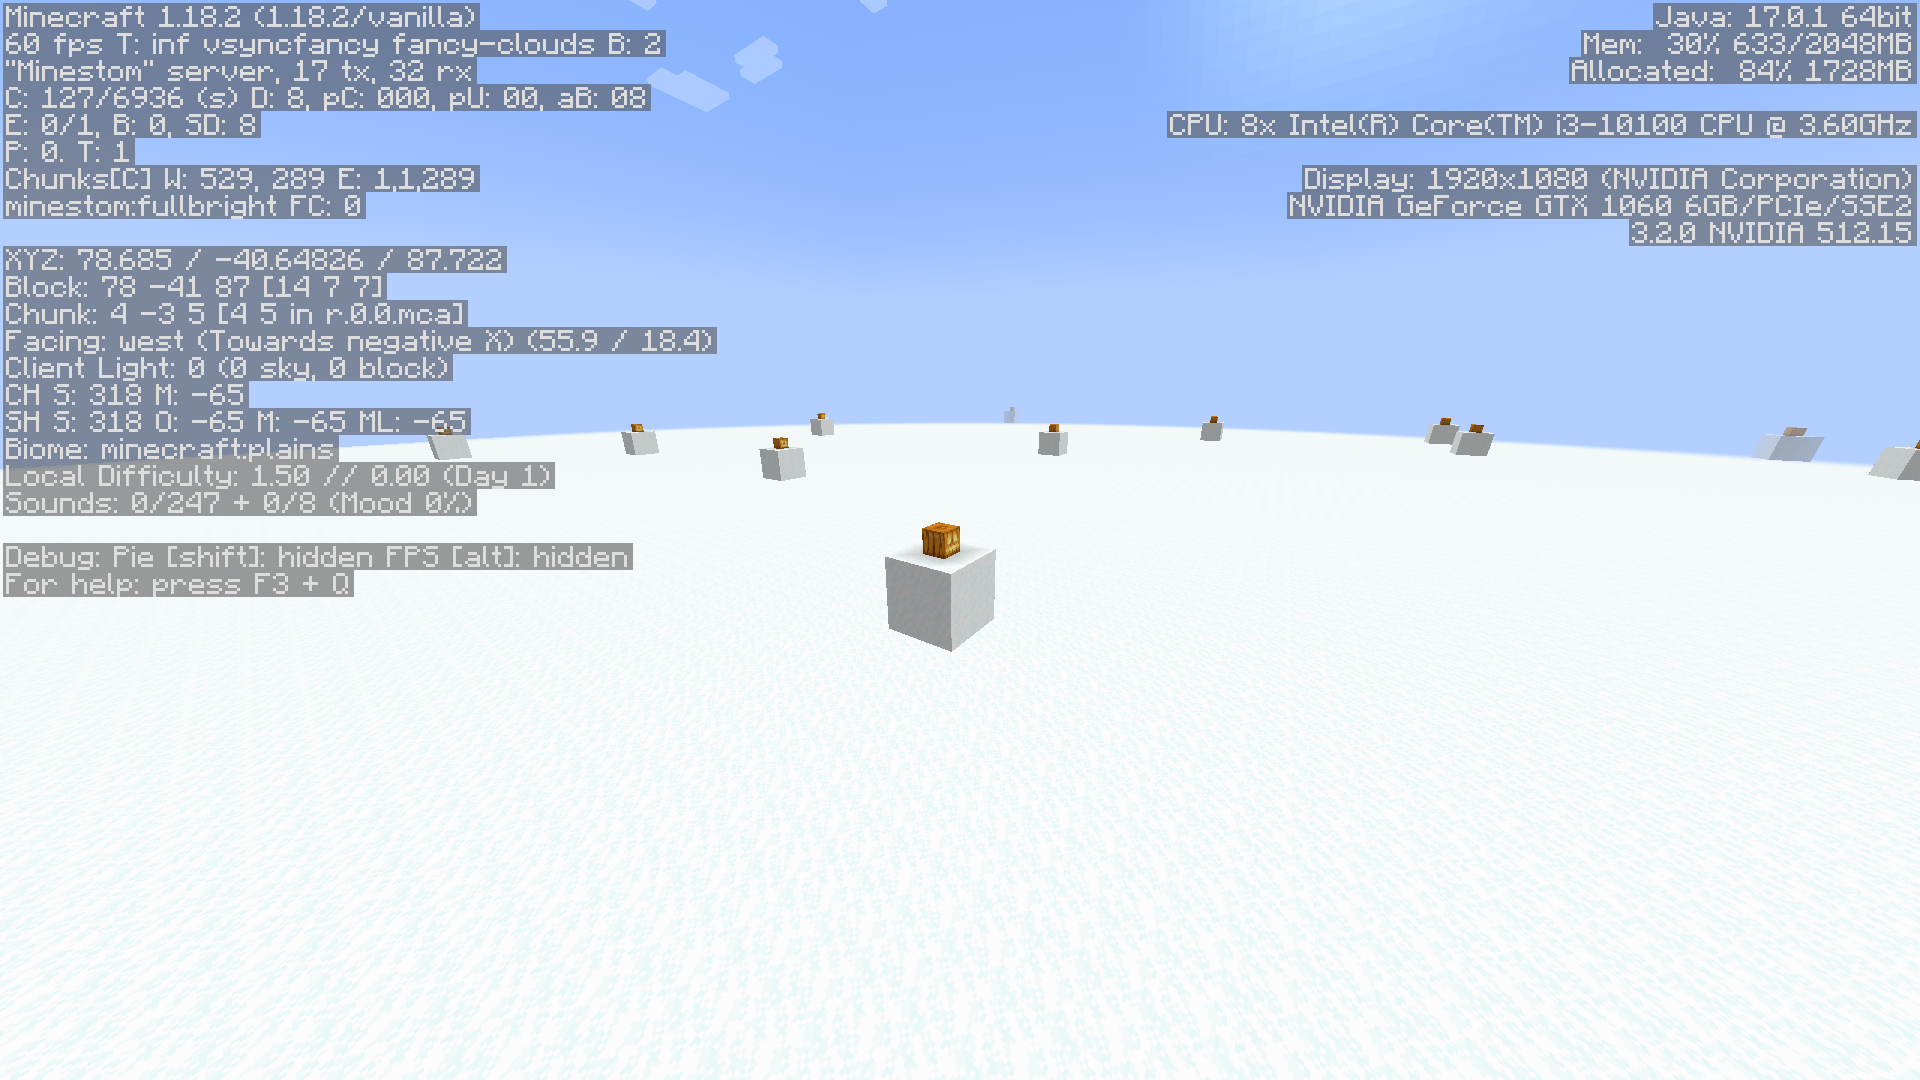 Minecraft 1.18.2 (1.18.2/vanilla)
60 fps T: inf vsyncfancy fancy-clouds B: 2
"Minestom" server, 17 tx, 32 rx
C: 127/6936 (s) D: 8, pC: 000, pU: 00, aB: 08
E: 0/1, B: 0, SD: 8
P: 0. T: 1
Chunks[C] W: 529, 289 E: 1,1,289
minestom:fullbright FC: 0
XYZ: 78.685 / -40.64826 / 87.722
Block: 78 -41 87 [14 7 7]
Chunk: 4 -3 5 [4 5 in r.0.0.mca]
Facing: west (Towards negative X) (55.9 / 18.4)
Client Light: 0 (0 sky, 0 block)
CH S: 318 M: -65
SH S: 318 O: -65 M: -65 ML: -65
Biome: minecraft:plains
Local Difficulty: 1.50 // 0.00 (Day 1)
Sounds: 0/247 + 0/8 (Mood 0%)
Debug: Pie [shift]: hidden FPS [alt]: hidden
For help: press F3 + Q
Java: 17.0.1 64bit
Mem: 30% 633/2048MB
Allocated: 84% 1728MB
CPU: 8x Intel(R) Core(TM) i3-10100 CPU @ 3.60GHz
Display: 1920x1080 (NVIDIA Corporation)
NVIDIA GeForce GTX 1060 6GB/PCIe/SSE2
3.2.0 NVIDIA 512.15